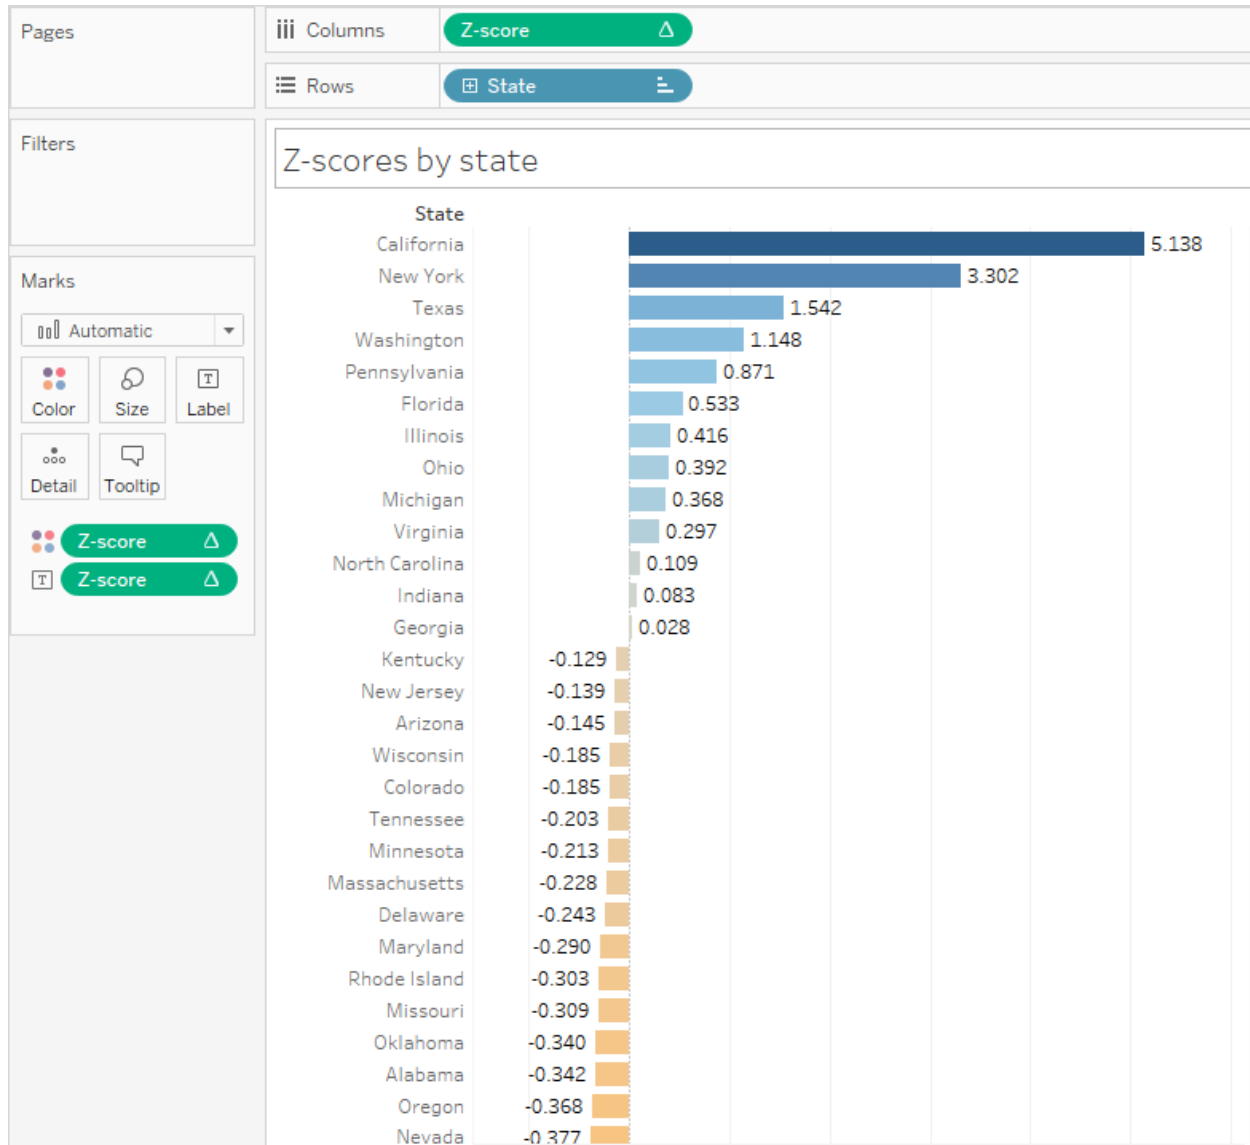 Pages
Columns
Z-score
Rows
State
Filters
Z-scores by state
State
California 5.138
New York 3.302
Texas 1.542
Washington 1.148
Pennsylvania 0.871
Florida 0.533
Illinois 0.416
Ohio 0.392
Michigan 0.368
Virginia 0.297
North Carolina 0.109
Indiana 0.083
Georgia 0.028
Kentucky -0.129
New Jersey -0.139
Arizona -0.145
Wisconsin -0.185
Colorado -0.185
Tennessee -0.203
Minnesota -0.213
Massachusetts -0.228
Delaware -0.243
Maryland -0.290
Rhode Island -0.303
Missouri -0.309
Oklahoma -0.340
Alabama -0.342
Oregon -0.368
Nevada -0.377
Marks
Automatic
Color Size T Label
Detail Tooltip
Z-score
T Z-score